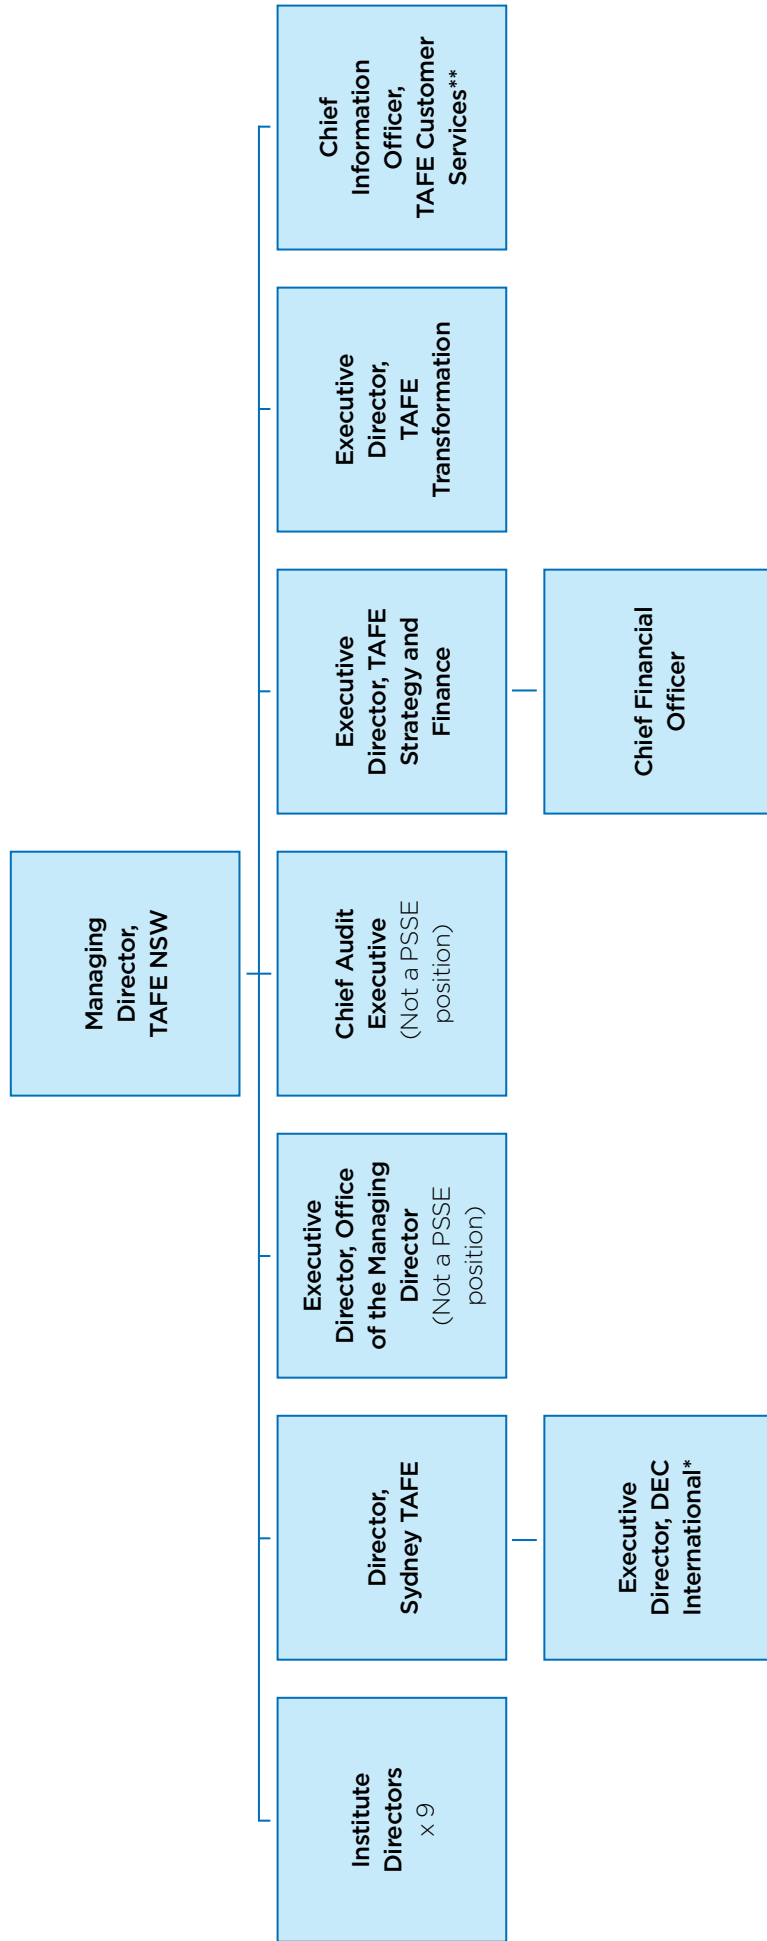 Managing
Director,
TAFE NSW
Institute
Directors
x 9
Director,
Sydney TAFE
Executive
Director, Office
of the Managing
Director
(Not a PSSE
position)
Chief Audit
Executive
(Not a PSSE
position)
Executive
Director, TAFE
Strategy and
Finance
Executive
Director,
TAFE
Transformation
Chief
Information
Officer,
TAFE Customer
Services**
Executive
Director, DEC
International*
Chief Financial
Officer